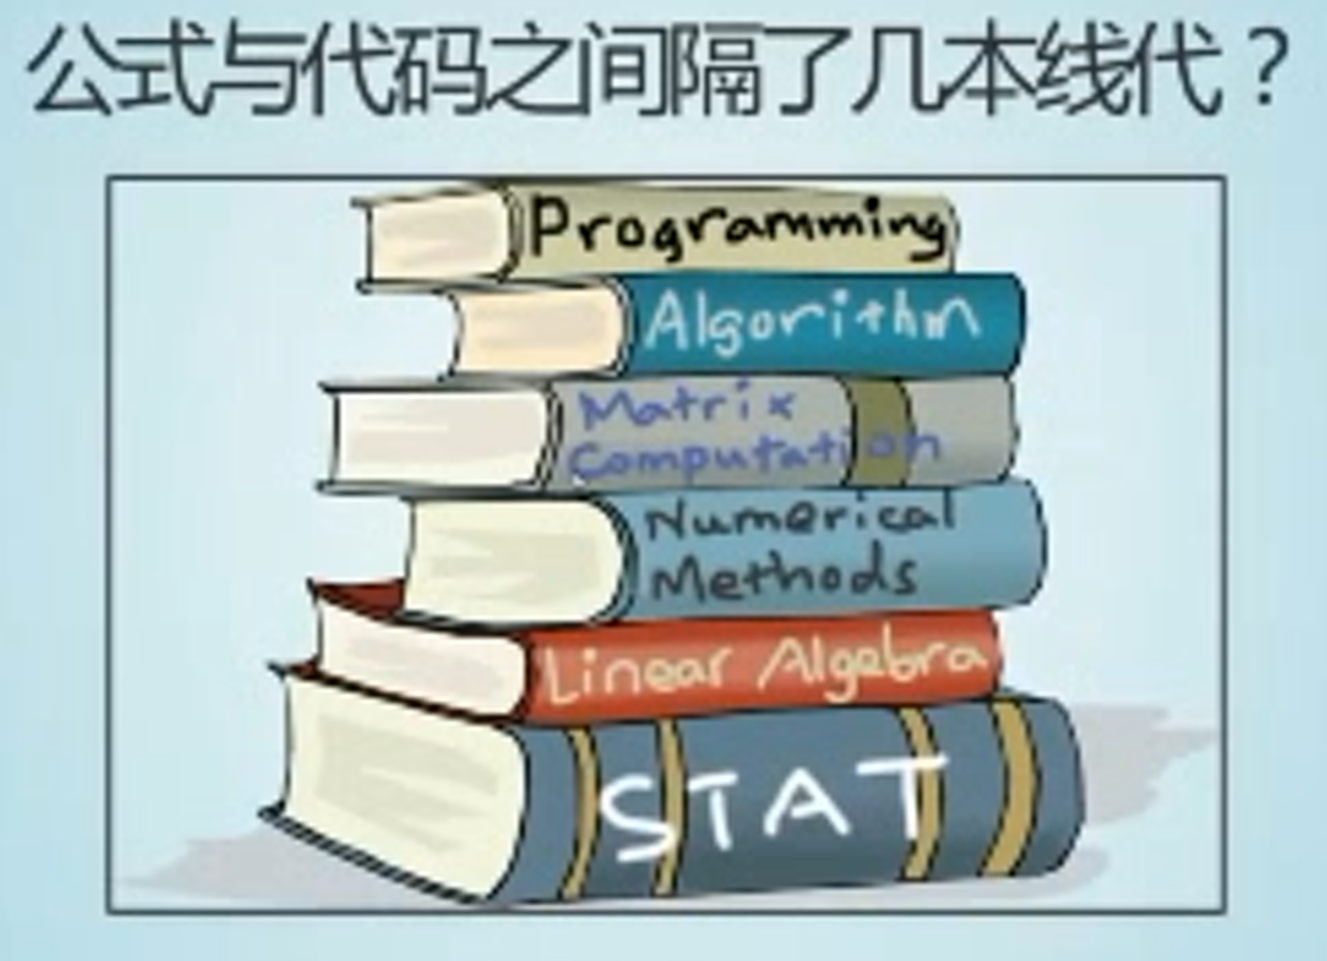 公式与代码之间隔了几本线代？
Programming
Algorithm
Matrix
Computation
Numerical
Methods
Linear Algebra
STAT